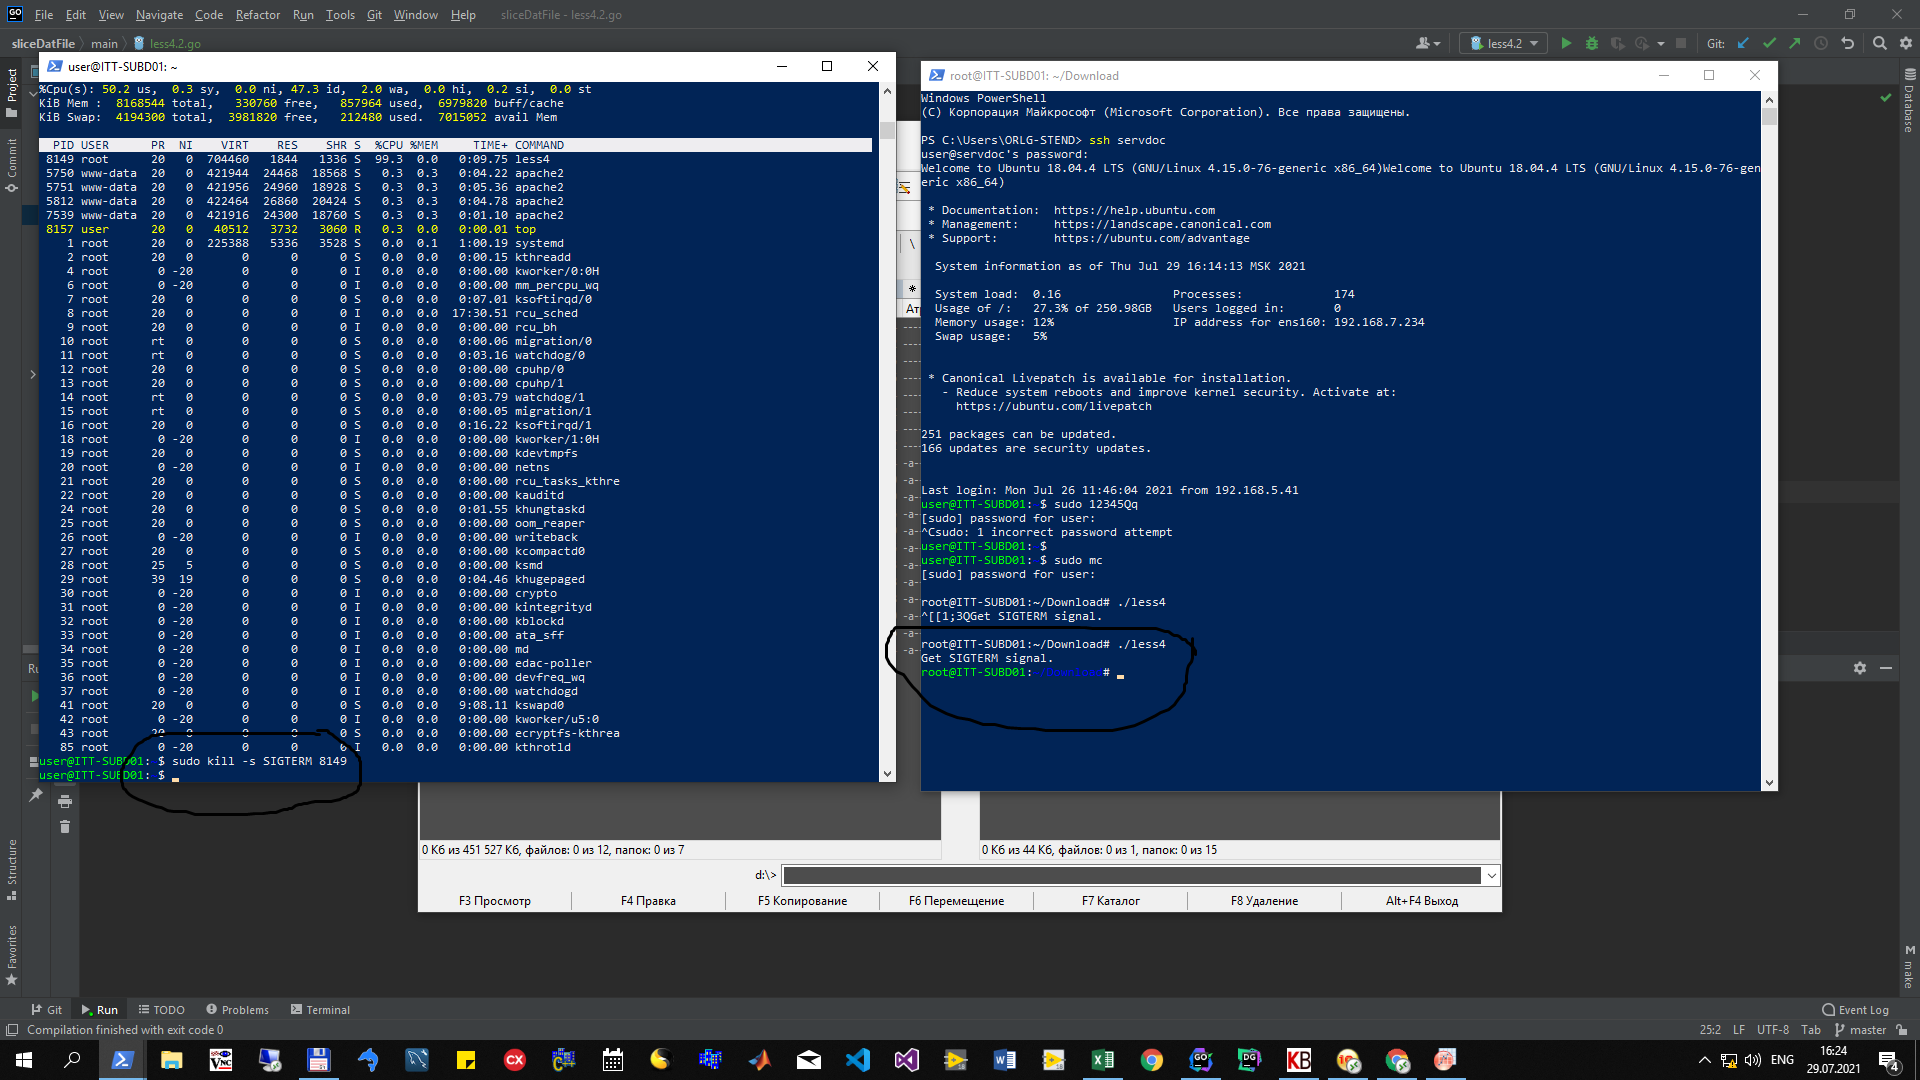 File Edit View Navigate Code Refactor Run Tools Git Window Help sliceDatFile - less4.2.go
sliceDatFile main less4.2.go
less4.2
Git:
Project
Commit
Structure
Favorites
Database
make
user@ITT-SUBD01: ~
%Cpu(s): 50.2 us, 0.3 sy, 0.0 ni, 47.3 id, 2.0 wa, 0.0 hi, 0.2 si, 0.0 st
KiB Mem : 8168544 total, 330760 free, 857964 used, 6979820 buff/cache
KiB Swap: 4194300 total, 3981820 free, 212480 used. 7015052 avail Mem
PID USER PR NI VIRT RES SHR S %CPU %MEM TIME+ COMMAND
8149 root 20 0 704460 1844 1336 S 99.3 0.0 0:09.75 less4
5750 www-data 20 0 421944 24468 18568 S 0.3 0.3 0:04.22 apache2
5751 www-data 20 0 421956 24960 18928 S 0.3 0.3 0:05.36 apache2
5812 www-data 20 0 422464 26860 20424 S 0.3 0.3 0:04.78 apache2
7539 www-data 20 0 421916 24300 18760 S 0.3 0.3 0:01.10 apache2
8157 user 20 0 40512 3732 3060 R 0.3 0.0 0:00.01 top
1 root 20 0 225388 5336 3528 S 0.0 0.1 1:00.19 systemd
2 root 20 0 0 0 0 S 0.0 0.0 0:00.15 kthreadd
4 root 0 -20 0 0 0 I 0.0 0.0 0:00.00 kworker/0:0H
6 root 0 -20 0 0 0 I 0.0 0.0 0:00.00 mm_percpu_wq
7 root 20 0 0 0 0 S 0.0 0.0 0:07.01 ksoftirqd/0
8 root 20 0 0 0 0 I 0.0 0.0 17:30.51 rcu_sched
9 root 20 0 0 0 0 I 0.0 0.0 0:00.00 rcu_bh
10 root rt 0 0 0 0 S 0.0 0.0 0:00.06 migration/0
11 root rt 0 0 0 0 S 0.0 0.0 0:03.16 watchdog/0
12 root 20 0 0 0 0 S 0.0 0.0 0:00.00 cpuhp/0
13 root 20 0 0 0 0 S 0.0 0.0 0:00.00 cpuhp/1
14 root rt 0 0 0 0 S 0.0 0.0 0:03.79 watchdog/1
15 root rt 0 0 0 0 S 0.0 0.0 0:00.05 migration/1
16 root 20 0 0 0 0 S 0.0 0.0 0:16.22 ksoftirqd/1
18 root 0 -20 0 0 0 I 0.0 0.0 0:00.00 kworker/1:0H
19 root 20 0 0 0 0 S 0.0 0.0 0:00.00 kdevtmpfs
20 root 0 -20 0 0 0 I 0.0 0.0 0:00.00 netns
21 root 20 0 0 0 0 S 0.0 0.0 0:00.00 rcu_tasks_kthre
22 root 20 0 0 0 0 S 0.0 0.0 0:00.00 kauditd
24 root 20 0 0 0 0 S 0.0 0.0 0:01.55 khungtaskd
25 root 20 0 0 0 0 S 0.0 0.0 0:00.00 oom_reaper
26 root 0 -20 0 0 0 I 0.0 0.0 0:00.00 writeback
27 root 20 0 0 0 0 S 0.0 0.0 0:00.00 kcompactd0
28 root 25 5 0 0 0 S 0.0 0.0 0:00.00 ksmd
29 root 39 19 0 0 0 S 0.0 0.0 0:04.46 khugepaged
30 root 0 -20 0 0 0 I 0.0 0.0 0:00.00 crypto
31 root 0 -20 0 0 0 I 0.0 0.0 0:00.00 kintegrityd
32 root 0 -20 0 0 0 I 0.0 0.0 0:00.00 kblockd
33 root 0 -20 0 0 0 I 0.0 0.0 0:00.00 ata_sff
34 root 0 -20 0 0 0 I 0.0 0.0 0:00.00 md
35 root 0 -20 0 0 0 I 0.0 0.0 0:00.00 edac-poller
36 root 0 -20 0 0 0 I 0.0 0.0 0:00.00 devfreq_wq
37 root 0 -20 0 0 0 I 0.0 0.0 0:00.00 watchdogd
41 root 20 0 0 0 0 S 0.0 0.0 9:08.11 kswapd0
42 root 0 -20 0 0 0 I 0.0 0.0 0:00.00 kworker/u5:0
43 root 20 0 0 0 0 S 0.0 0.0 0:00.00 ecryptfs-kthrea
85 root 0 -20 0 0 0 I 0.0 0.0 0:00.00 kthrotld
user@ITT-SUBD01: $ sudo kill -s SIGTERM 8149
user@ITT-SUBD01: $
root@ITT-SUBD01: ~/Download
Windows PowerShell
(C) Корпорация Майкрософт (Microsoft Corporation). Все права защищены.
PS C:\Users\ORLG-STEND> ssh servdoc
user@servdoc's password:
Welcome to Ubuntu 18.04.4 LTS (GNU/Linux 4.15.0-76-generic x86_64)Welcome to Ubuntu 18.04.4 LTS (GNU/Linux 4.15.0-76-gen
eric x86_64)
* Documentation: https://help.ubuntu.com
* Management: https://landscape.canonical.com
* Support: https://ubuntu.com/advantage
System information as of Thu Jul 29 16:14:13 MSK 2021
System load: 0.16 Processes: 174
Usage of /: 27.3% of 250.98GB Users logged in: 0
Memory usage: 12% IP address for ens160: 192.168.7.234
Swap usage: 5%
* Canonical Livepatch is available for installation.
- Reduce system reboots and improve kernel security. Activate at:
https://ubuntu.com/livepatch
251 packages can be updated.
166 updates are security updates.
Last login: Mon Jul 26 11:46:04 2021 from 192.168.5.41
user@ITT-SUBD01: $ sudo 12345Qq
[sudo] password for user:
^Csudo: 1 incorrect password attempt
user@ITT-SUBD01: $
user@ITT-SUBD01: $ sudo mc
[sudo] password for user:
root@ITT-SUBD01:~/Download# ./less4
^[[1;3QGet SIGTERM signal.
root@ITT-SUBD01:~/Download# ./less4
Get SIGTERM signal.
root@ITT-SUBD01:~/Download#
0 Кб из 451 527 Кб, файлов: 0 из 12, папок: 0 из 7
0 Кб из 44 Кб, файлов: 0 из 1, папок: 0 из 15
d:\>
F3 Просмотр F4 Правка F5 Копирование F6 Перемещение F7 Каталог F8 Удаление Alt+F4 Выход
Git Run TODO Problems Terminal Event Log
Compilation finished with exit code 0
25:2 LF UTF-8 Tab master
ENG 16:24
29.07.2021
4